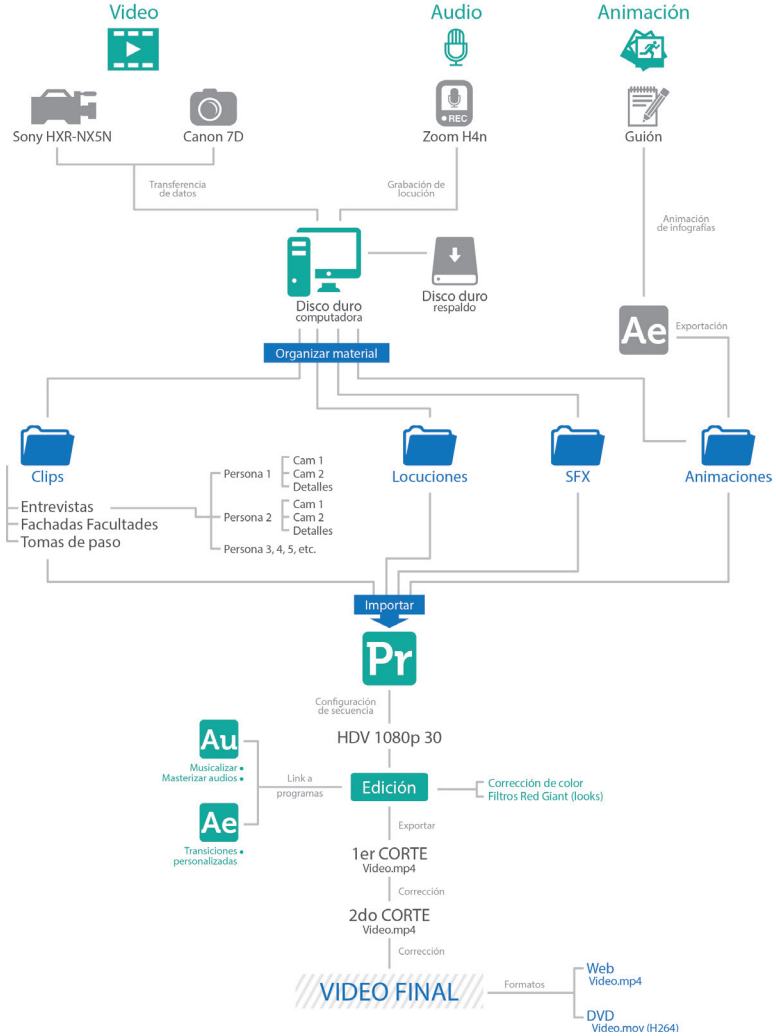 Video
Audio
Animación
REC
Sony HXR-NX5N
Canon 7D
Zoom H4n
Guión
Transferencia
de datos
Grabación de
locución
Animación
de infografías
Disco duro
computadora
Disco duro
respaldo
Ae
Exportación
Organizar material
Clips
Locuciones
SFX
Animaciones
Entrevistas
Fachadas Facultades
Tomas de paso
Persona 1
Cam 1
Cam 2
Detalles
Persona 2
Cam 1
Cam 2
Detalles
Persona 3, 4, 5, etc.
Importar
Pr
Configuración
de secuencia
HDV 1080p 30
Au
Musicalizar •
Masterizar audios •
Link a
programas
Edición
Corrección de color
Filtros Red Giant (looks)
Ae
Transiciones •
personalizadas
Exportar
1er CORTE
Video.mp4
Corrección
2do CORTE
Video.mp4
Corrección
VIDEO FINAL
Formatos
Web
Video.mp4
DVD
Video.mov (H264)